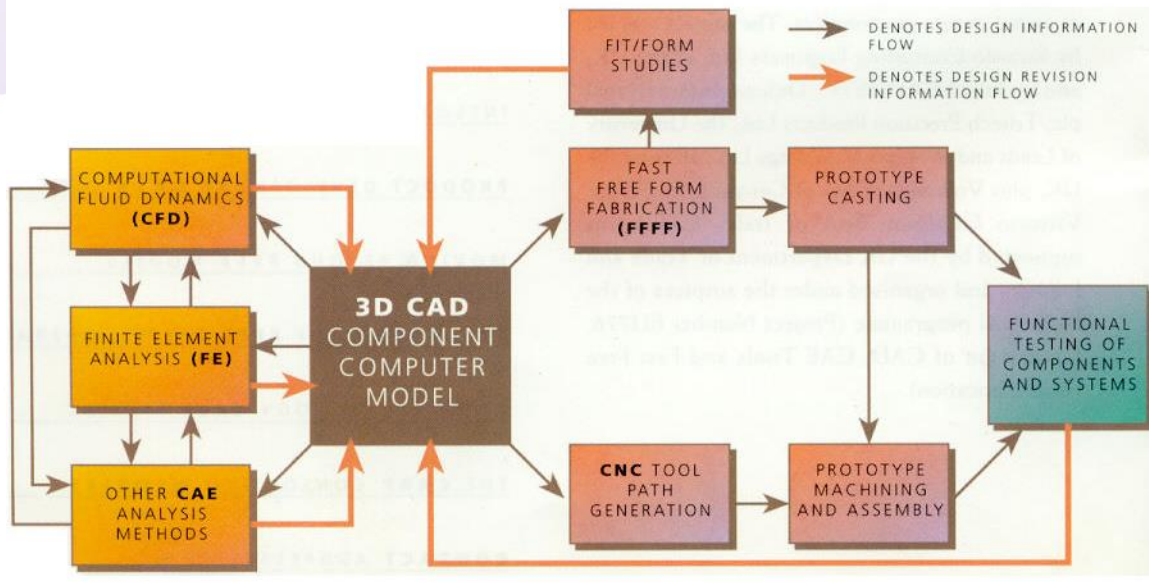 FIT/FORM
STUDIES
DENOTES DESIGN INFORMATION
FLOW
DENOTES DESIGN REVISION
INFORMATION FLOW
COMPUTATIONAL
FLUID DYNAMICS
(CFD)
FAST
FREE FORM
FABRICATION
(FFFF)
PROTOTYPE
CASTING
3D CAD
COMPONENT
COMPUTER
MODEL
FINITE ELEMENT
ANALYSIS (FE)
FUNCTIONAL
TESTING OF
COMPONENTS
AND SYSTEMS
OTHER CAE
ANALYSIS
METHODS
CNC TOOL
PATH
GENERATION
PROTOTYPE
MACHINING
AND ASSEMBLY